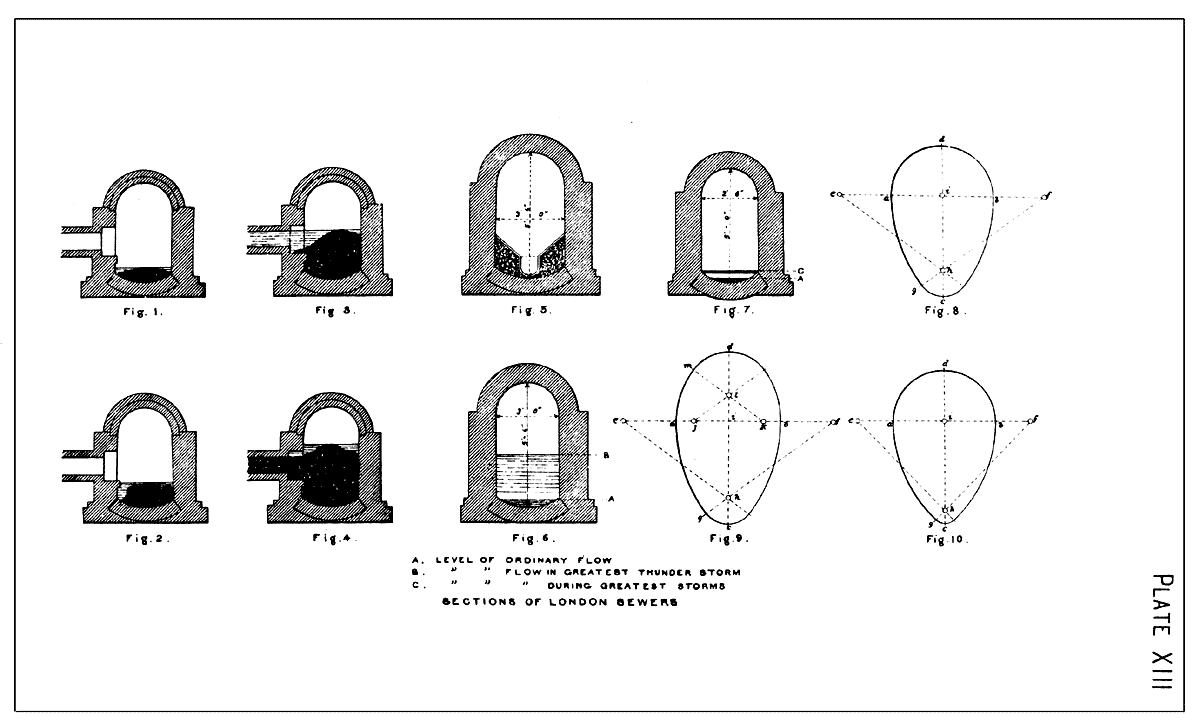 d
e a i b f
3' 0"
2' 6"
h
C
A
g c
Fig. 1.
Fig 3.
Fig. 5.
Fig. 7.
Fig. 8.
d
m
d
l
3' 0"
e a j i k b f
e a i b f
B
h
h
A
g c
g c
Fig. 2.
Fig. 4.
Fig. 6.
Fig. 9.
Fig. 10.
A. LEVEL OF ORDINARY FLOW
B. " " FLOW IN GREATEST THUNDER STORM
C. " " " DURING GREATEST STORMS
SECTIONS OF LONDON SEWERS
PLATE XIII